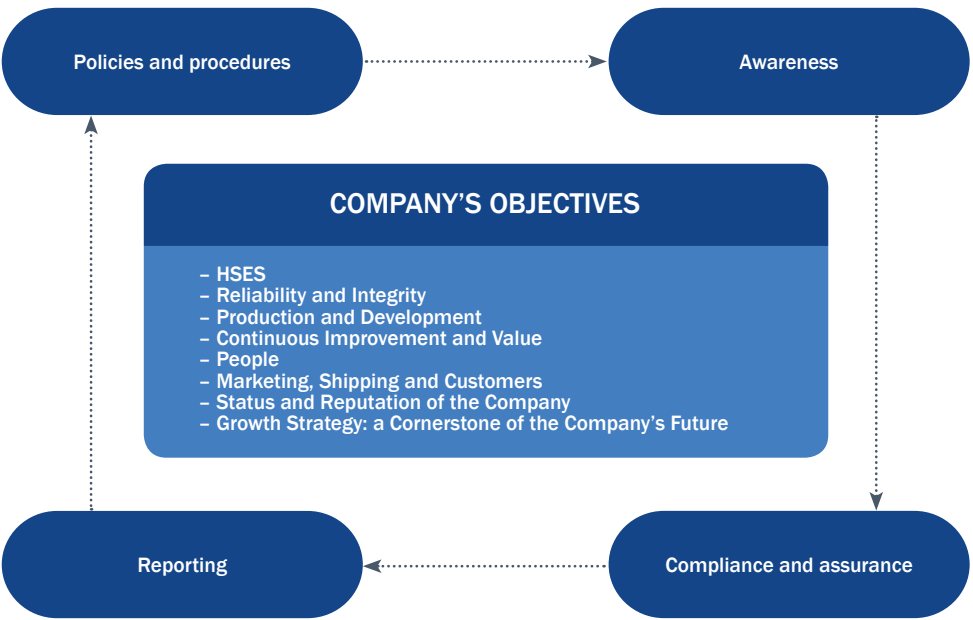 Policies and procedures
Awareness
COMPANY’S OBJECTIVES
– HSES
– Reliability and Integrity
– Production and Development
– Continuous Improvement and Value
– People
– Marketing, Shipping and Customers
– Status and Reputation of the Company
– Growth Strategy: a Cornerstone of the Company’s Future
Reporting
Compliance and assurance